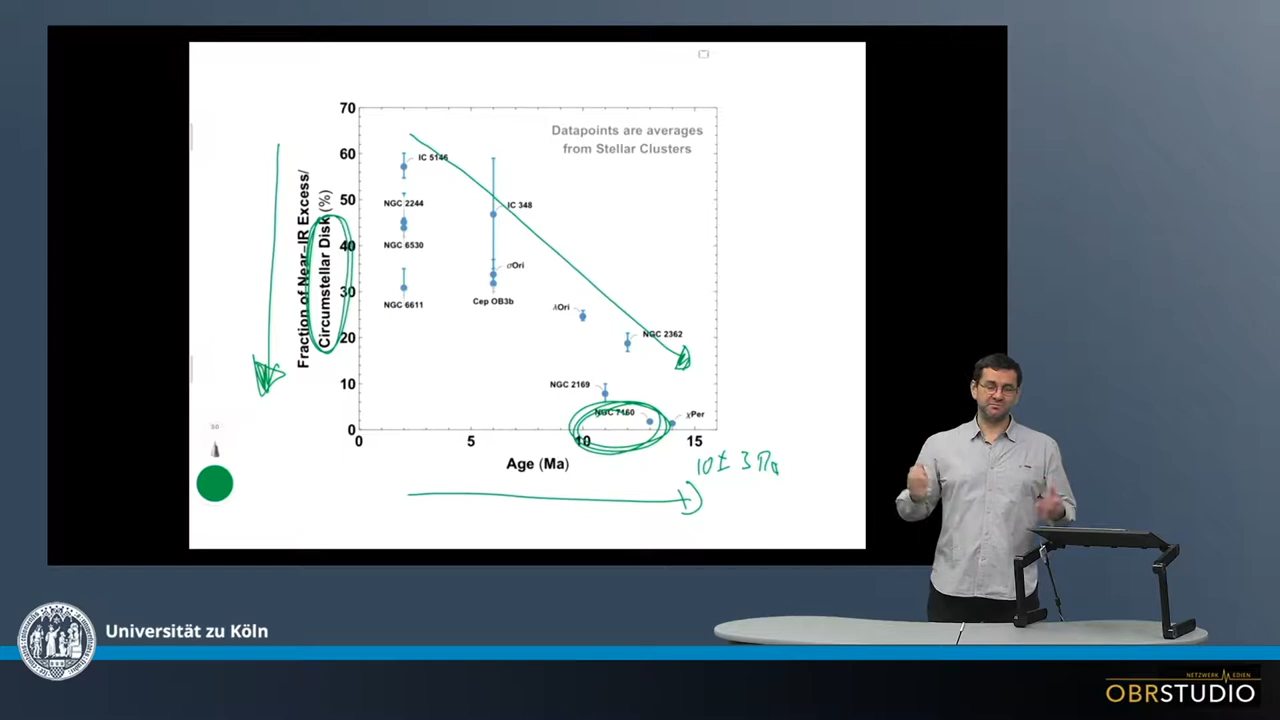 70
Datapoints are averages
from Stellar Clusters
60
IC 5146
50
NGC 2244
IC 348
40
NGC 6530
σOri
30
NGC 6611
Cep OB3b
λOri
20
NGC 2362
10
NGC 2169
NGC 7160
χPer
0
0 5 10 15
Fraction of Near-IR Excess/
Circumstellar Disk (%)
Age (Ma)
10 ± 3 Ma
Universität zu Köln
NETZWERK MEDIEN
OBRSTUDIO